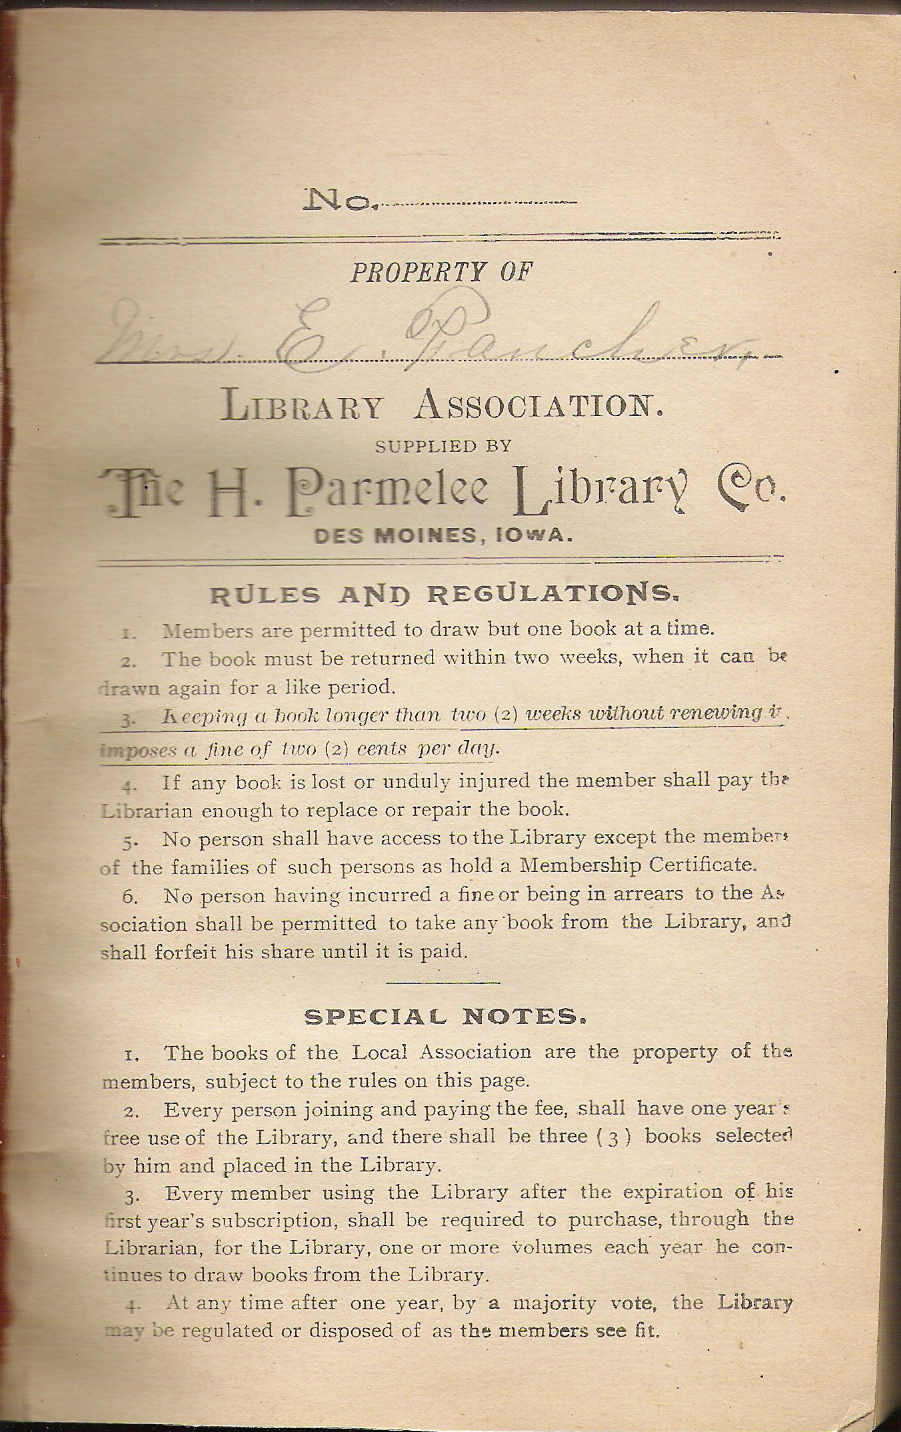 No.
PROPERTY OF
Mrs. E. Fancher,
LIBRARY ASSOCIATION.
SUPPLIED BY
The H. Parmelee Library Co.
DES MOINES, IOWA.
RULES AND REGULATIONS.
1. Members are permitted to draw but one book at a time.
2. The book must be returned within two weeks, when it can be
drawn again for a like period.
3. Keeping a book longer than two (2) weeks without renewing it
imposes a fine of two (2) cents per day.
4. If any book is lost or unduly injured the member shall pay the
Librarian enough to replace or repair the book.
5. No person shall have access to the Library except the members
of the families of such persons as hold a Membership Certificate.
6. No person having incurred a fine or being in arrears to the As-
sociation shall be permitted to take any book from the Library, and
shall forfeit his share until it is paid.
SPECIAL NOTES.
1. The books of the Local Association are the property of the
members, subject to the rules on this page.
2. Every person joining and paying the fee, shall have one year's
free use of the Library, and there shall be three (3) books selected
by him and placed in the Library.
3. Every member using the Library after the expiration of his
first year's subscription, shall be required to purchase, through the
Librarian, for the Library, one or more volumes each year he con-
tinues to draw books from the Library.
4. At any time after one year, by a majority vote, the Library
may be regulated or disposed of as the members see fit.